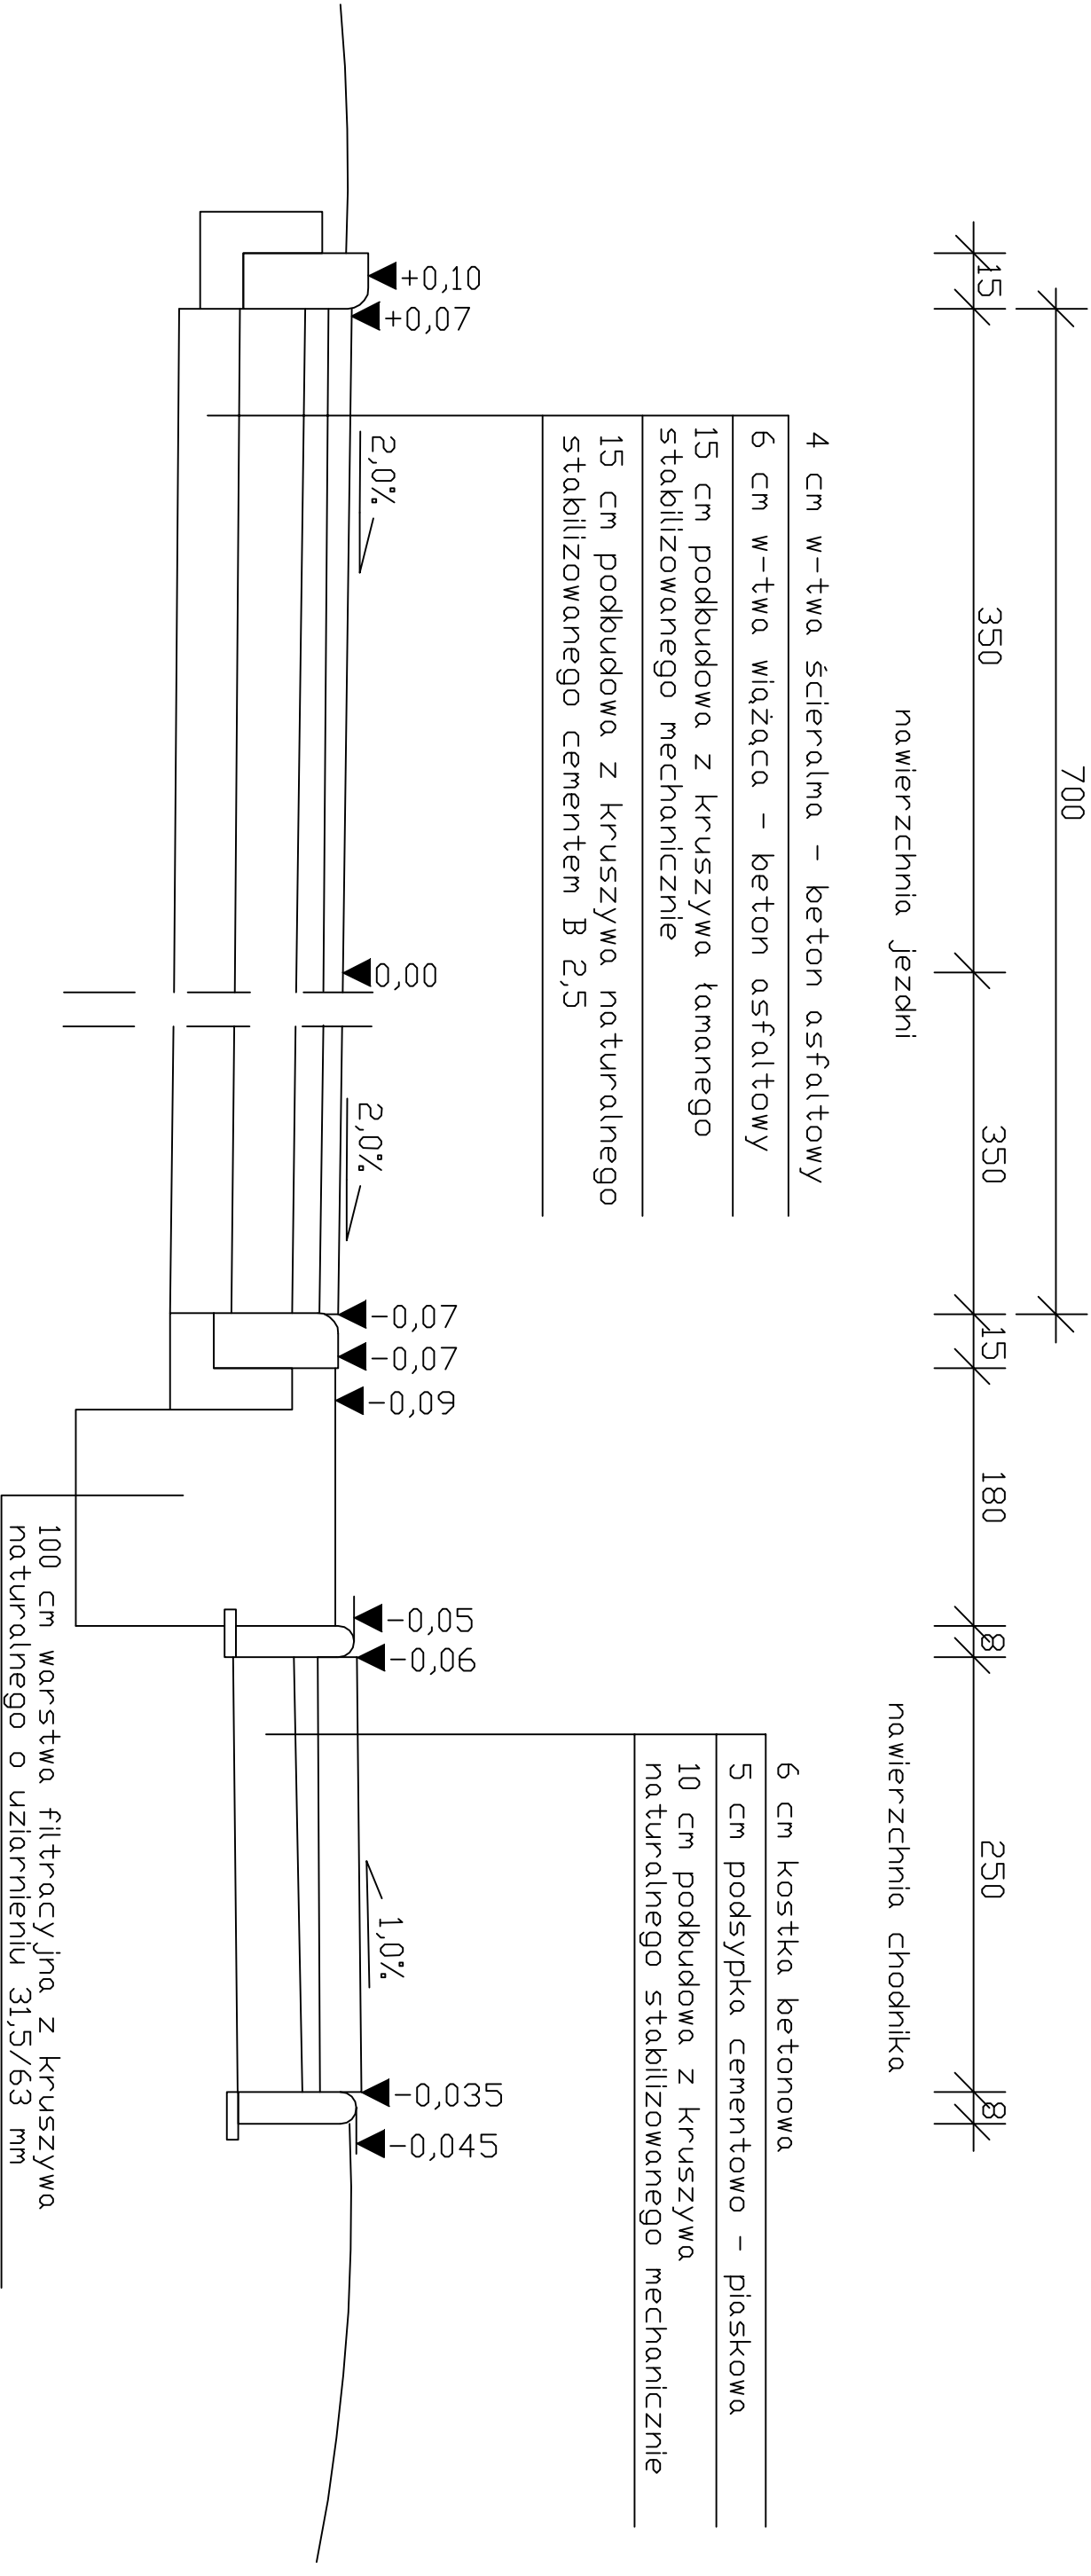 700
15
350
350
15
180
8
250
8
nawierzchnia jezdni
nawierzchnia chodnika
4 cm w-twa ścieralma - beton asfaltowy
6 cm w-twa wiążąca - beton asfaltowy
15 cm podbudowa z kruszywa łamanego
stabilizowanego mechanicznie
15 cm podbudowa z kruszywa naturalnego
stabilizowanego cementem B 2,5
6 cm kostka betonowa
5 cm podsypka cementowo - piaskowa
10 cm podbudowa z kruszywa
naturalnego stabilizowanego mechanicznie
+0,10
+0,07
2,0%
0,00
2,0%
-0,07
-0,07
-0,09
-0,05
-0,06
1,0%
-0,035
-0,045
100 cm warstwa filtracyjna z kruszywa
naturalnego o uziarnieniu 31,5/63 mm